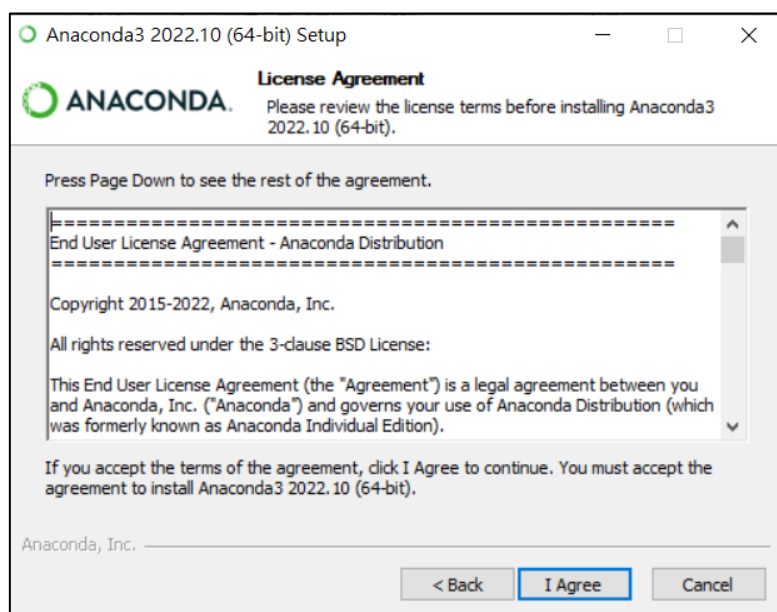 Anaconda3 2022.10 (64-bit) Setup
ANACONDA.
License Agreement
Please review the license terms before installing Anaconda3
2022.10 (64-bit).
Press Page Down to see the rest of the agreement.
==================================================
End User License Agreement - Anaconda Distribution
==================================================
Copyright 2015-2022, Anaconda, Inc.
All rights reserved under the 3-clause BSD License:
This End User License Agreement (the "Agreement") is a legal agreement between you
and Anaconda, Inc. ("Anaconda") and governs your use of Anaconda Distribution (which
was formerly known as Anaconda Individual Edition).
If you accept the terms of the agreement, click I Agree to continue. You must accept the
agreement to install Anaconda3 2022.10 (64-bit).
Anaconda, Inc.
< Back
I Agree
Cancel